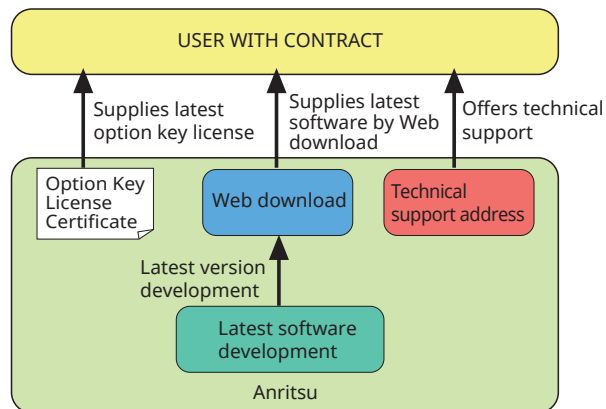 USER WITH CONTRACT
Supplies latest
option key license
Supplies latest
software by Web
download
Offers technical
support
Option Key
License
Certificate
Web download
Technical
support address
Latest version
development
Latest software
development
Anritsu